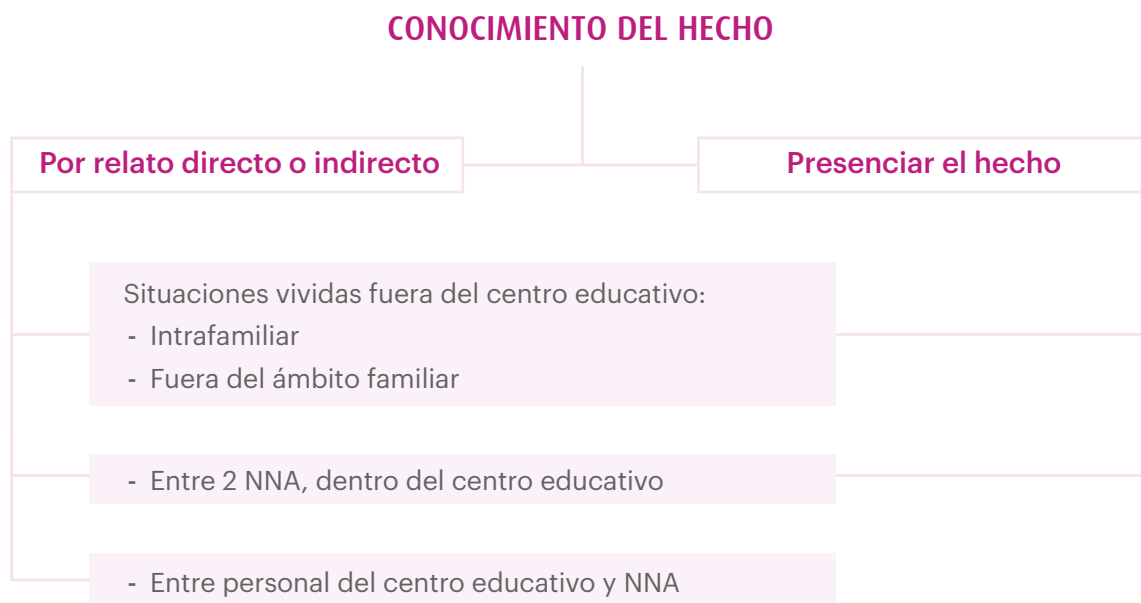 CONOCIMIENTO DEL HECHO
Por relato directo o indirecto
Presenciar el hecho
Situaciones vividas fuera del centro educativo:
- Intrafamiliar
- Fuera del ámbito familiar
- Entre 2 NNA, dentro del centro educativo
- Entre personal del centro educativo y NNA